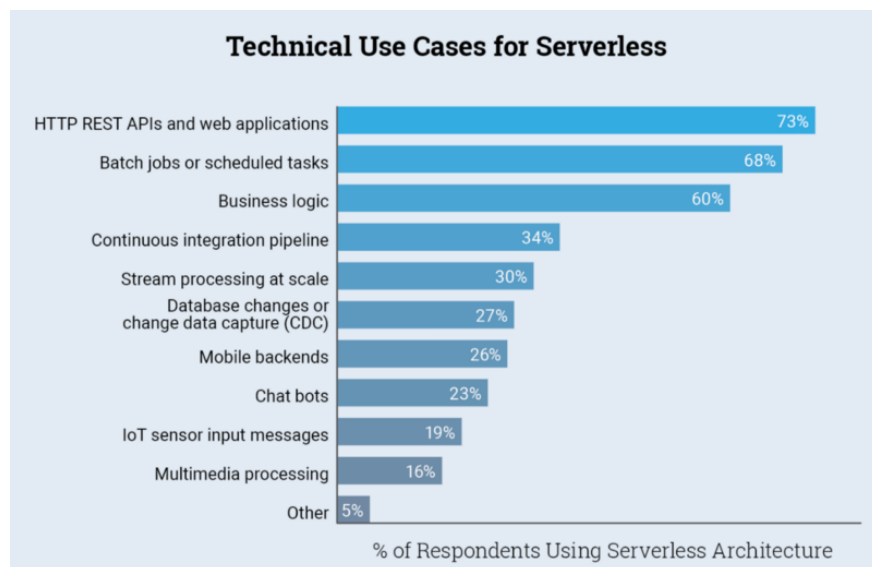 Technical Use Cases for Serverless
HTTP REST APIs and web applications 73%
Batch jobs or scheduled tasks 68%
Business logic 60%
Continuous integration pipeline 34%
Stream processing at scale 30%
Database changes or
change data capture (CDC) 27%
Mobile backends 26%
Chat bots 23%
IoT sensor input messages 19%
Multimedia processing 16%
Other 5%
% of Respondents Using Serverless Architecture